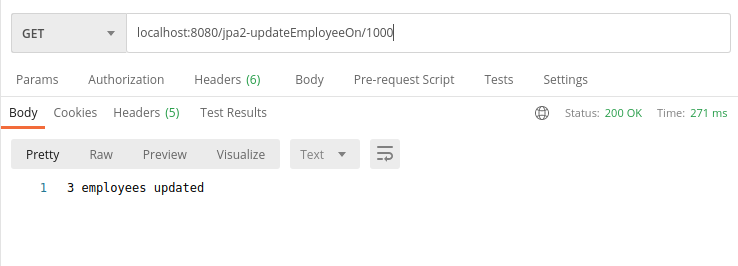 GET localhost:8080/jpa2-updateEmployeeOn/1000
Params Authorization Headers (6) Body Pre-request Script Tests Settings
Body Cookies Headers (5) Test Results Status: 200 OK Time: 271 ms
Pretty Raw Preview Visualize Text
1 3 employees updated